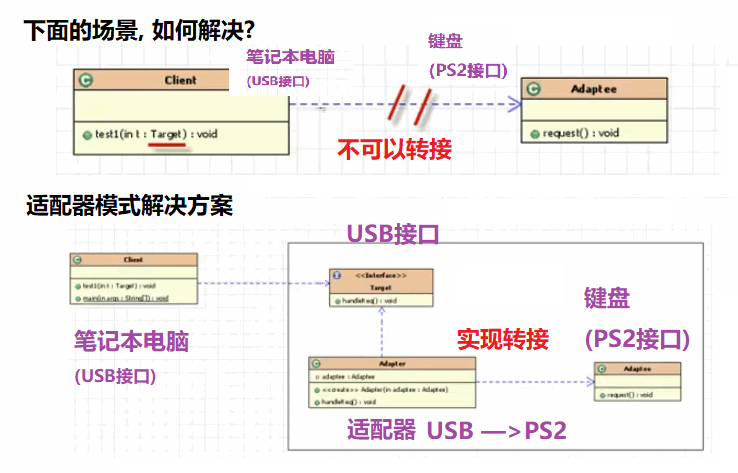 下面的场景, 如何解决?
笔记本电脑
(USB接口)
键盘
(PS2接口)
Client
test1(in t : Target) : void
Adaptee
request() : void
不可以转接
适配器模式解决方案
USB接口
Client
test1(in t : Target) : void
main(in args : String[]) : void
<<Interface>>
Target
handleReq() : void
笔记本电脑
(USB接口)
实现转接
键盘
(PS2接口)
Adapter
adaptee : Adaptee
<<create>> Adapter(in adaptee : Adaptee)
handleReq() : void
Adaptee
request() : void
适配器 USB —>PS2